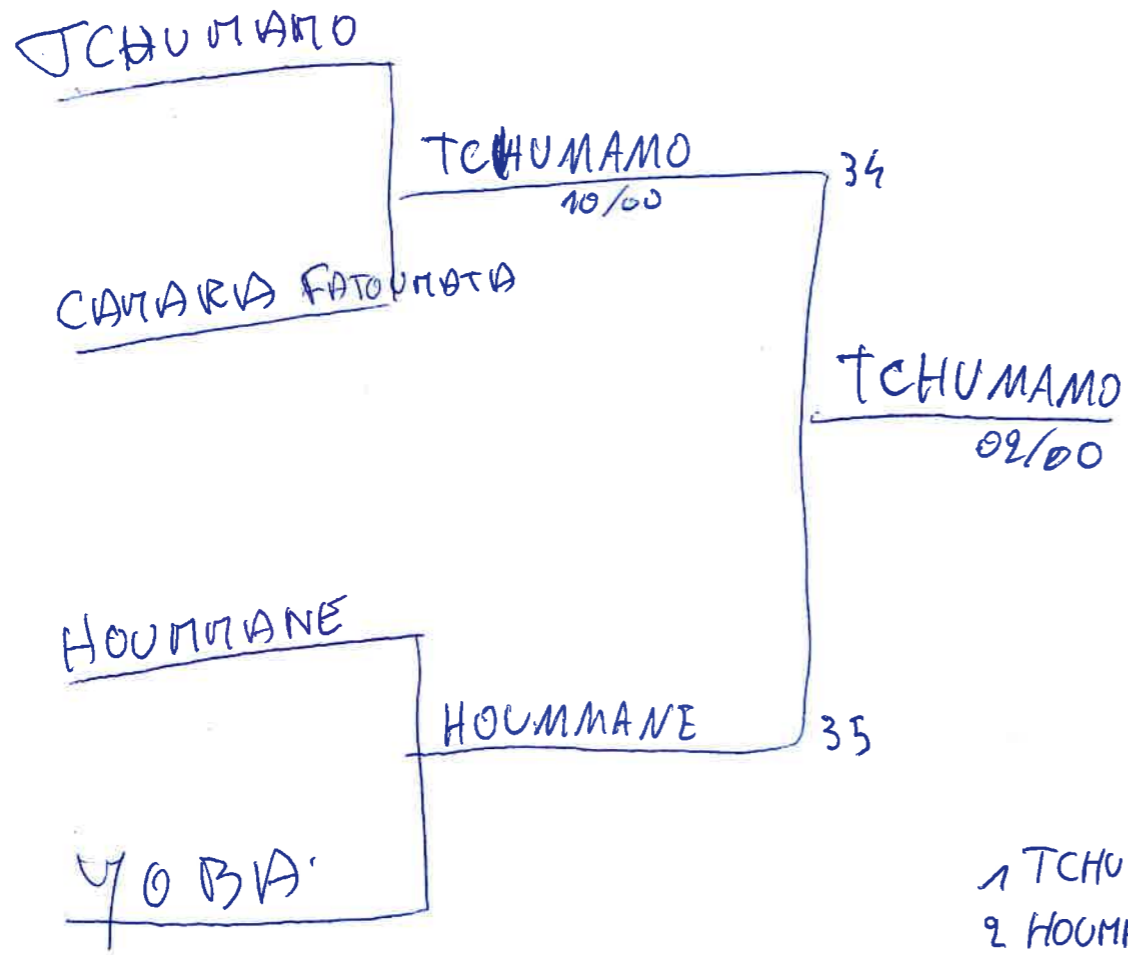 TCHUMAMO
TCHUMAMO
34
10/00
CAMARA FATOUMATA
TCHUMAMO
02/00
HOUMMANE
HOUMMANE
35
YOBA
1 TCHU
2 HOUM